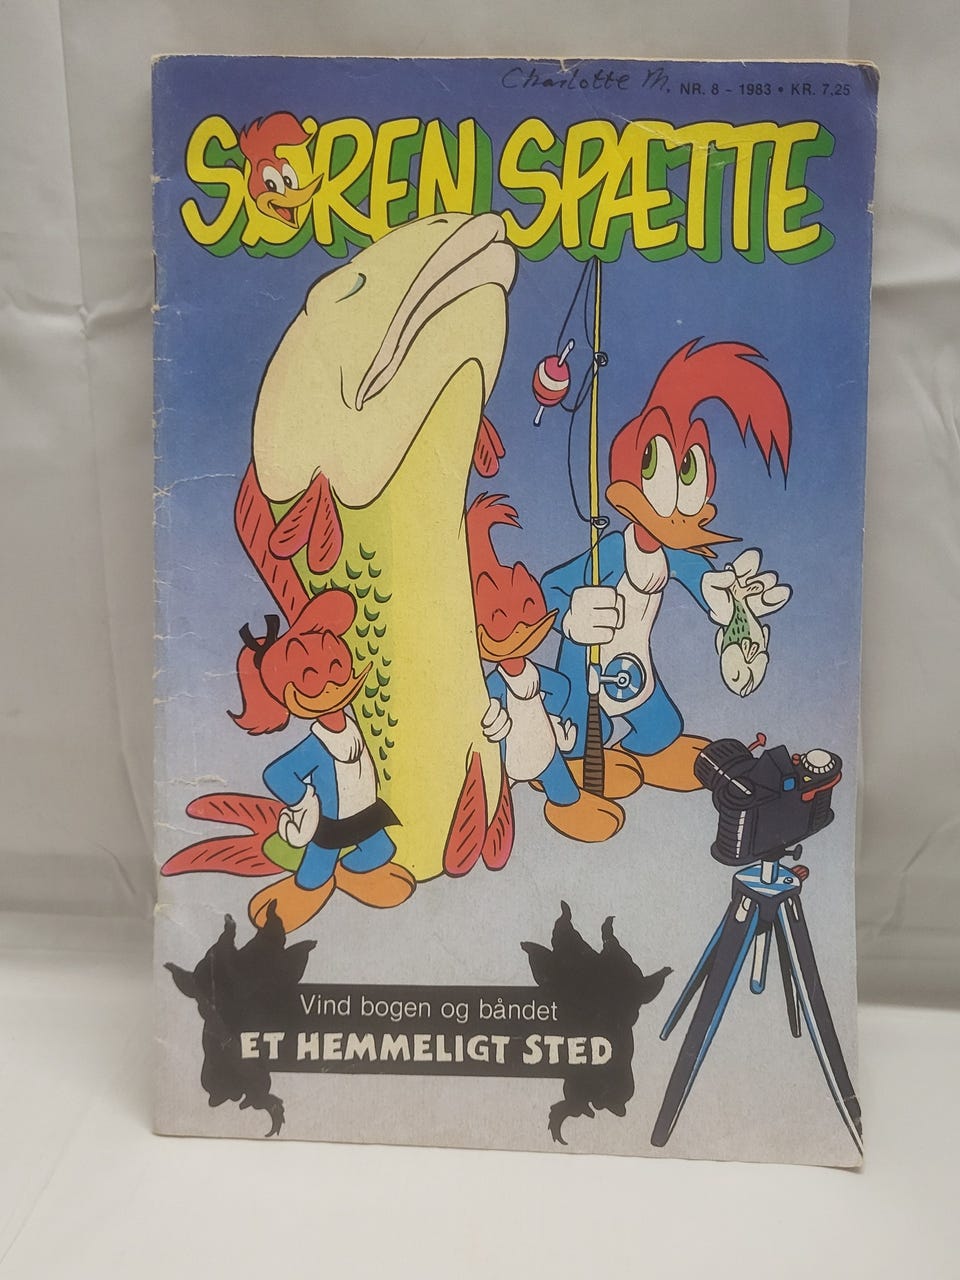 Charlotte M.
NR. 8 - 1983 • KR. 7,25
SØREN SPÆTTE
Vind bogen og båndet
ET HEMMELIGT STED